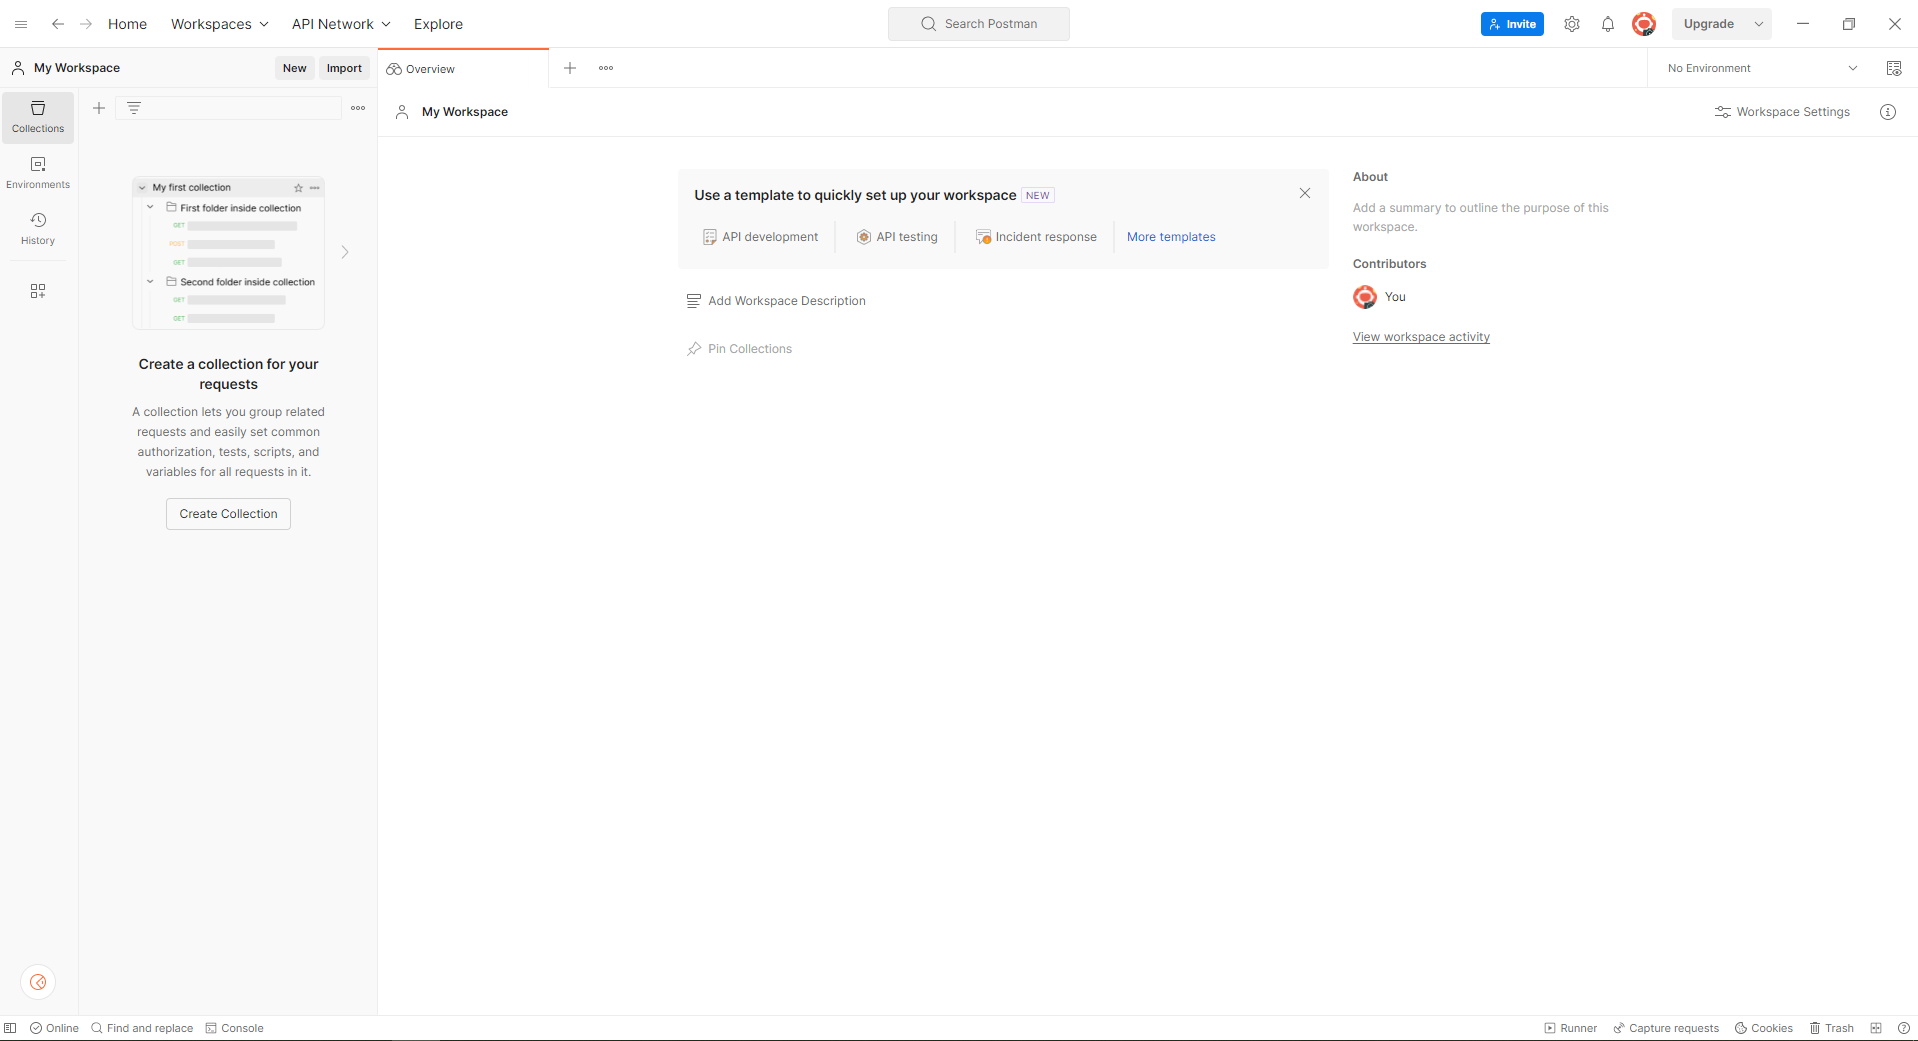 Home
Workspaces
API Network
Explore
Search Postman
Invite
Upgrade
My Workspace
New
Import
Overview
No Environment
Collections
Environments
History
My first collection
First folder inside collection
GET
POST
GET
Second folder inside collection
GET
GET
Create a collection for your
requests
A collection lets you group related
requests and easily set common
authorization, tests, scripts, and
variables for all requests in it.
Create Collection
My Workspace
Workspace Settings
Use a template to quickly set up your workspace NEW
API development
API testing
Incident response
More templates
Add Workspace Description
Pin Collections
About
Add a summary to outline the purpose of this
workspace.
Contributors
You
View workspace activity
Online
Find and replace
Console
Runner
Capture requests
Cookies
Trash